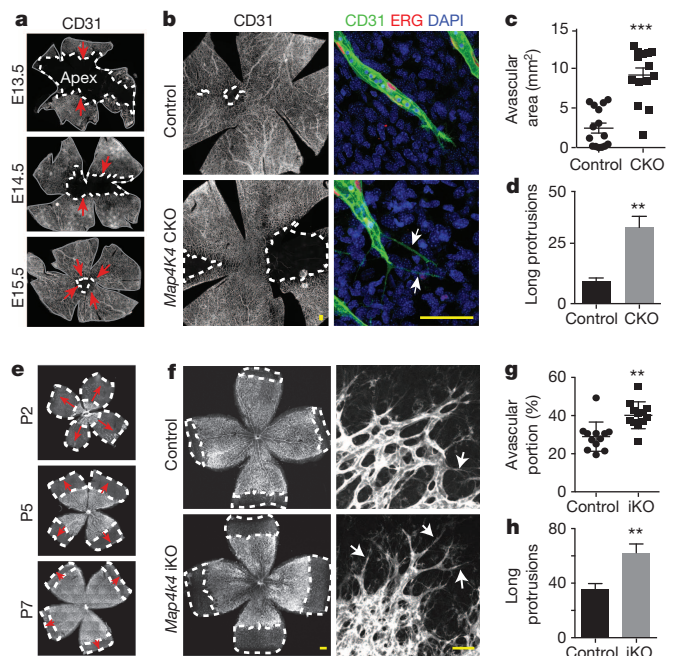 a
CD31
E13.5
Apex
E14.5
E15.5
b
CD31
CD31 ERG DAPI
Control
Map4K4 CKO
c
Avascular
area (mm²)
15
10
5
0
***
Control CKO
d
Long protrusions
50
25
0
**
Control CKO
e
P2
P5
P7
f
Control
Map4k4 iKO
g
Avascular
portion (%)
60
40
20
0
**
Control iKO
h
Long
protrusions
80
40
0
**
Control iKO